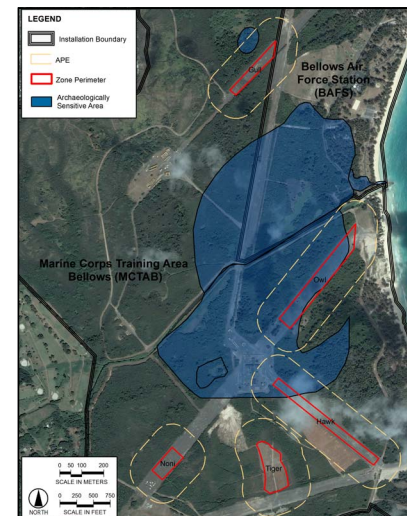 LEGEND
Installation Boundary
APE
Zone Perimeter
Archaeologically
Sensitive Area
Gull
Bellows Air
Force Station
(BAFS)
Marine Corps Training Area
Bellows (MCTAB)
Owl
Hawk
Noni
Tiger
0 50 100 200
SCALE IN METERS
0 250 500 750
SCALE IN FEET
NORTH